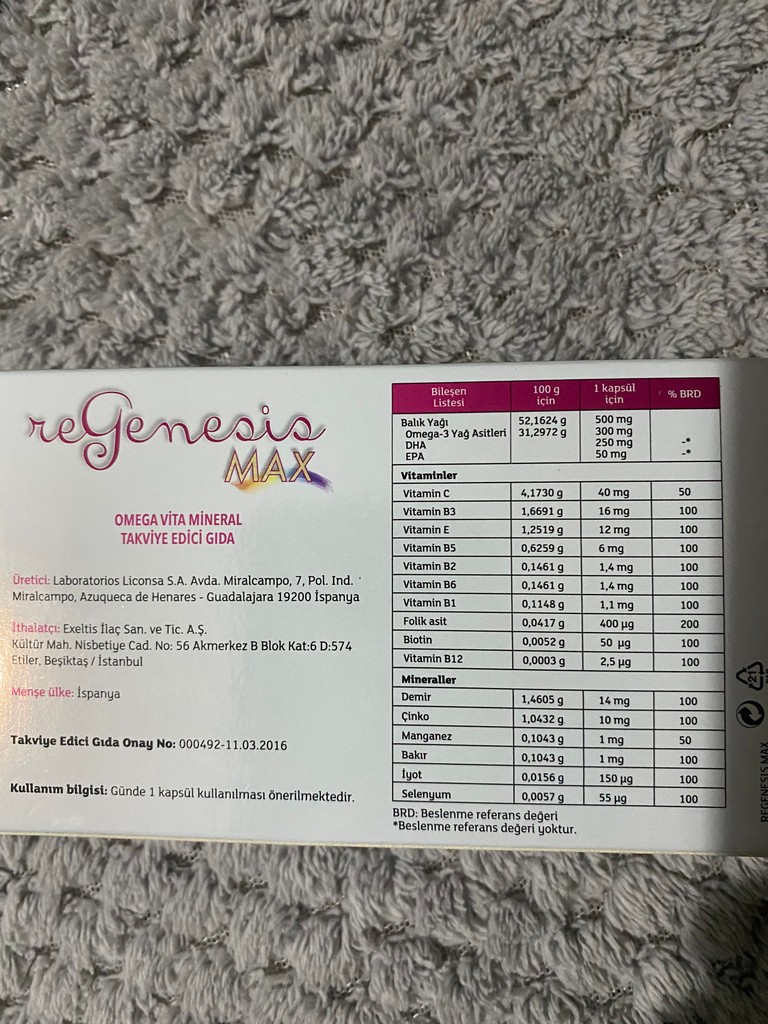 reGenesis
MAX
OMEGA VİTA MİNERAL
TAKVİYE EDİCİ GIDA
Üretici: Laboratorios Liconsa S.A. Avda. Miralcampo, 7, Pol. Ind.
Miralcampo, Azuqueca de Henares - Guadalajara 19200 İspanya
İthalatçı: Exeltis İlaç San. ve Tic. A.Ş.
Kültür Mah. Nisbetiye Cad. No: 56 Akmerkez B Blok Kat:6 D:574
Etiler, Beşiktaş / İstanbul
Menşe ülke: İspanya
Takviye Edici Gıda Onay No: 000492-11.03.2016
Kullanım bilgisi: Günde 1 kapsül kullanılması önerilmektedir.
Bileşen Listesi 100 g için 1 kapsül için % BRD
Balık Yağı 52,1624 g 500 mg
Omega-3 Yağ Asitleri 31,2972 g 300 mg
DHA 250 mg -*
EPA 50 mg -*
Vitaminler
Vitamin C 4,1730 g 40 mg 50
Vitamin B3 1,6691 g 16 mg 100
Vitamin E 1,2519 g 12 mg 100
Vitamin B5 0,6259 g 6 mg 100
Vitamin B2 0,1461 g 1,4 mg 100
Vitamin B6 0,1461 g 1,4 mg 100
Vitamin B1 0,1148 g 1,1 mg 100
Folik asit 0,0417 g 400 µg 200
Biotin 0,0052 g 50 µg 100
Vitamin B12 0,0003 g 2,5 µg 100
Mineraller
Demir 1,4605 g 14 mg 100
Çinko 1,0432 g 10 mg 100
Manganez 0,1043 g 1 mg 50
Bakır 0,1043 g 1 mg 100
İyot 0,0156 g 150 µg 100
Selenyum 0,0057 g 55 µg 100
BRD: Beslenme referans değeri
*Beslenme referans değeri yoktur.
21
REGENESIS MAX